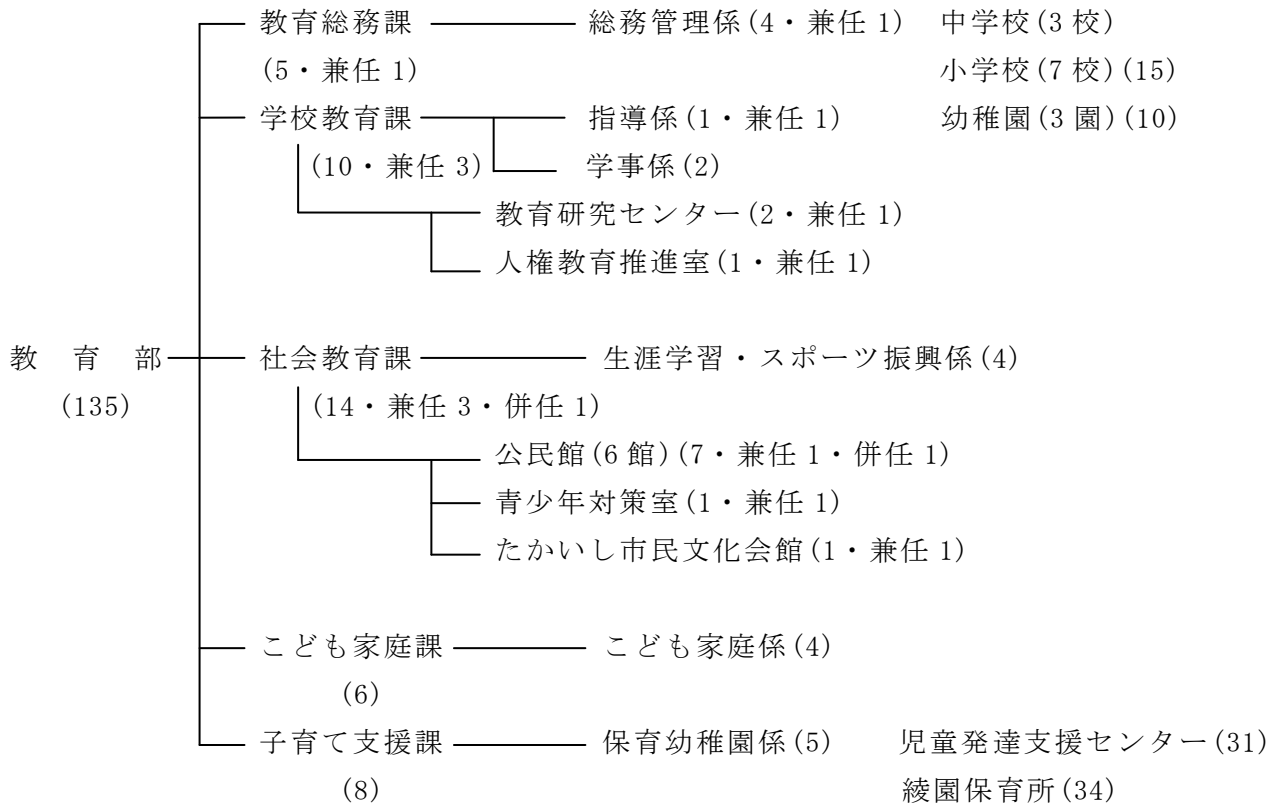 教育総務課 総務管理係(4・兼任 1) 中学校(3 校)
(5・兼任 1) 小学校(7 校)(15)
学校教育課 指導係(1・兼任 1) 幼稚園(3 園)(10)
(10・兼任 3) 学事係(2)
教育研究センター(2・兼任 1)
人権教育推進室(1・兼任 1)
教 育 部 社会教育課 生涯学習・スポーツ振興係(4)
(135) (14・兼任 3・併任 1)
公民館(6 館)(7・兼任 1・併任 1)
青少年対策室(1・兼任 1)
たかいし市民文化会館(1・兼任 1)
こども家庭課 こども家庭係(4)
(6)
子育て支援課 保育幼稚園係(5) 児童発達支援センター(31)
(8) 綾園保育所(34)